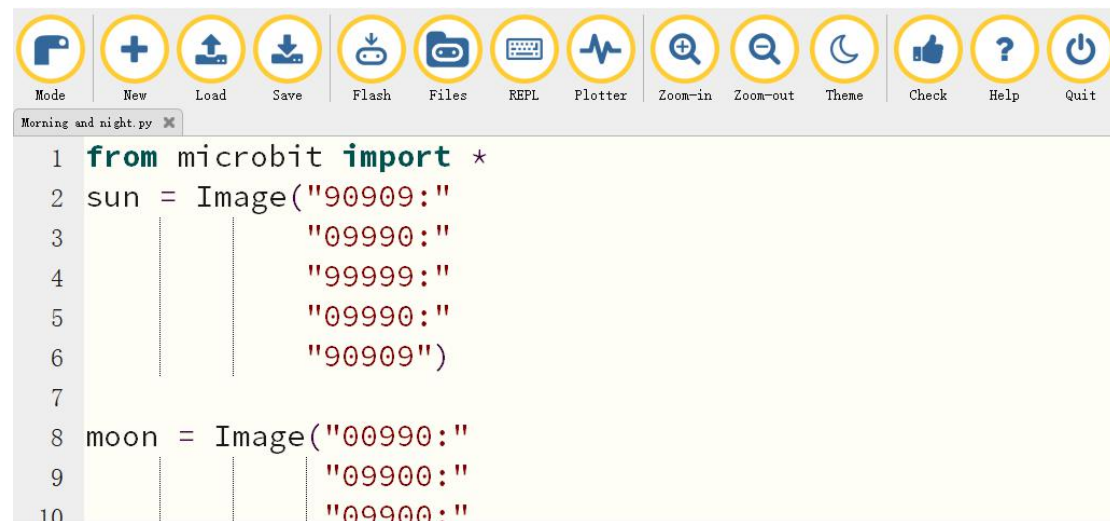 Mode New Load Save Flash Files REPL Plotter Zoom-in Zoom-out Theme Check Help Quit
Morning and night.py
1 from microbit import *
2 sun = Image("90909:"
3 "09990:"
4 "99999:"
5 "09990:"
6 "90909")
7
8 moon = Image("00990:"
9 "09900:"
10 "09900:"